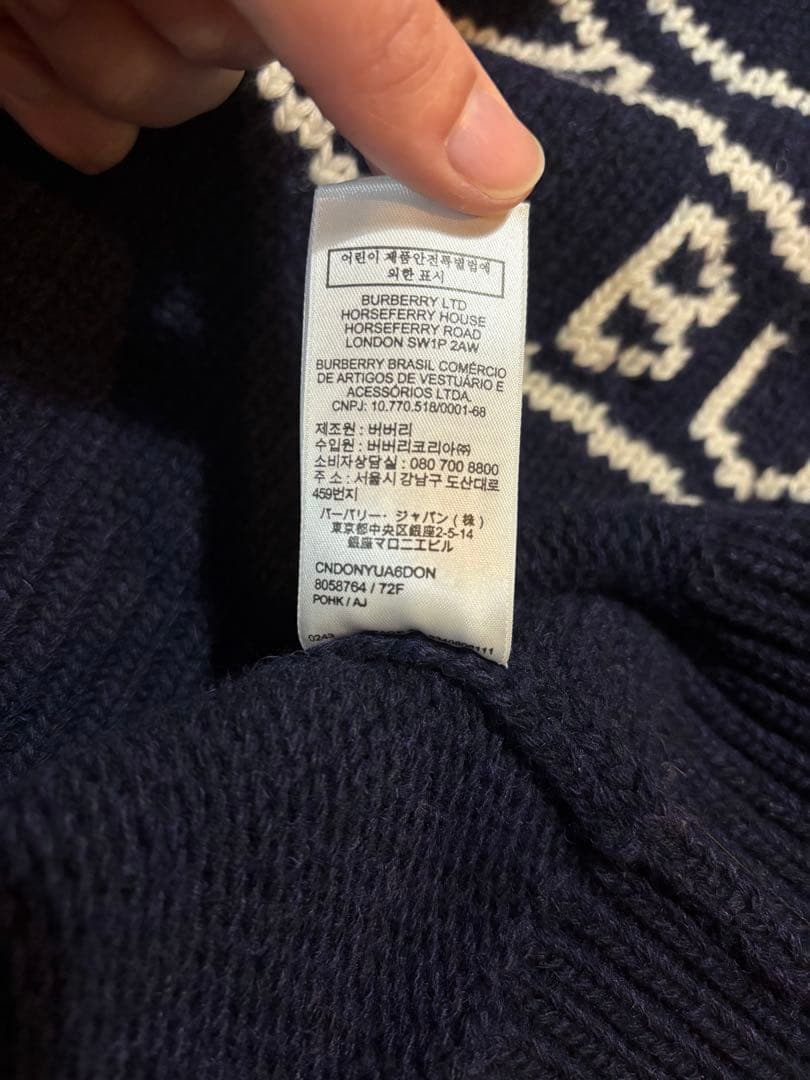 어린이 제품안전특별법에
의한 표시
BURBERRY LTD
HORSEFERRY HOUSE
HORSEFERRY ROAD
LONDON SW1P 2AW
BURBERRY BRASIL COMÉRCIO
DE ARTIGOS DE VESTUÁRIO E
ACESSÓRIOS LTDA.
CNPJ: 10.770.518/0001-68
제조원 : 버버리
수입원 : 버버리코리아㈜
소비자상담실 : 080 700 8800
주 소 : 서울시 강남구 도산대로
459번지
バーバリー・ジャパン(株)
東京都中央区銀座2-5-14
銀座マロニエビル
CNDONYUA6DON
8058764 / 72F
POHK / AJ
BU